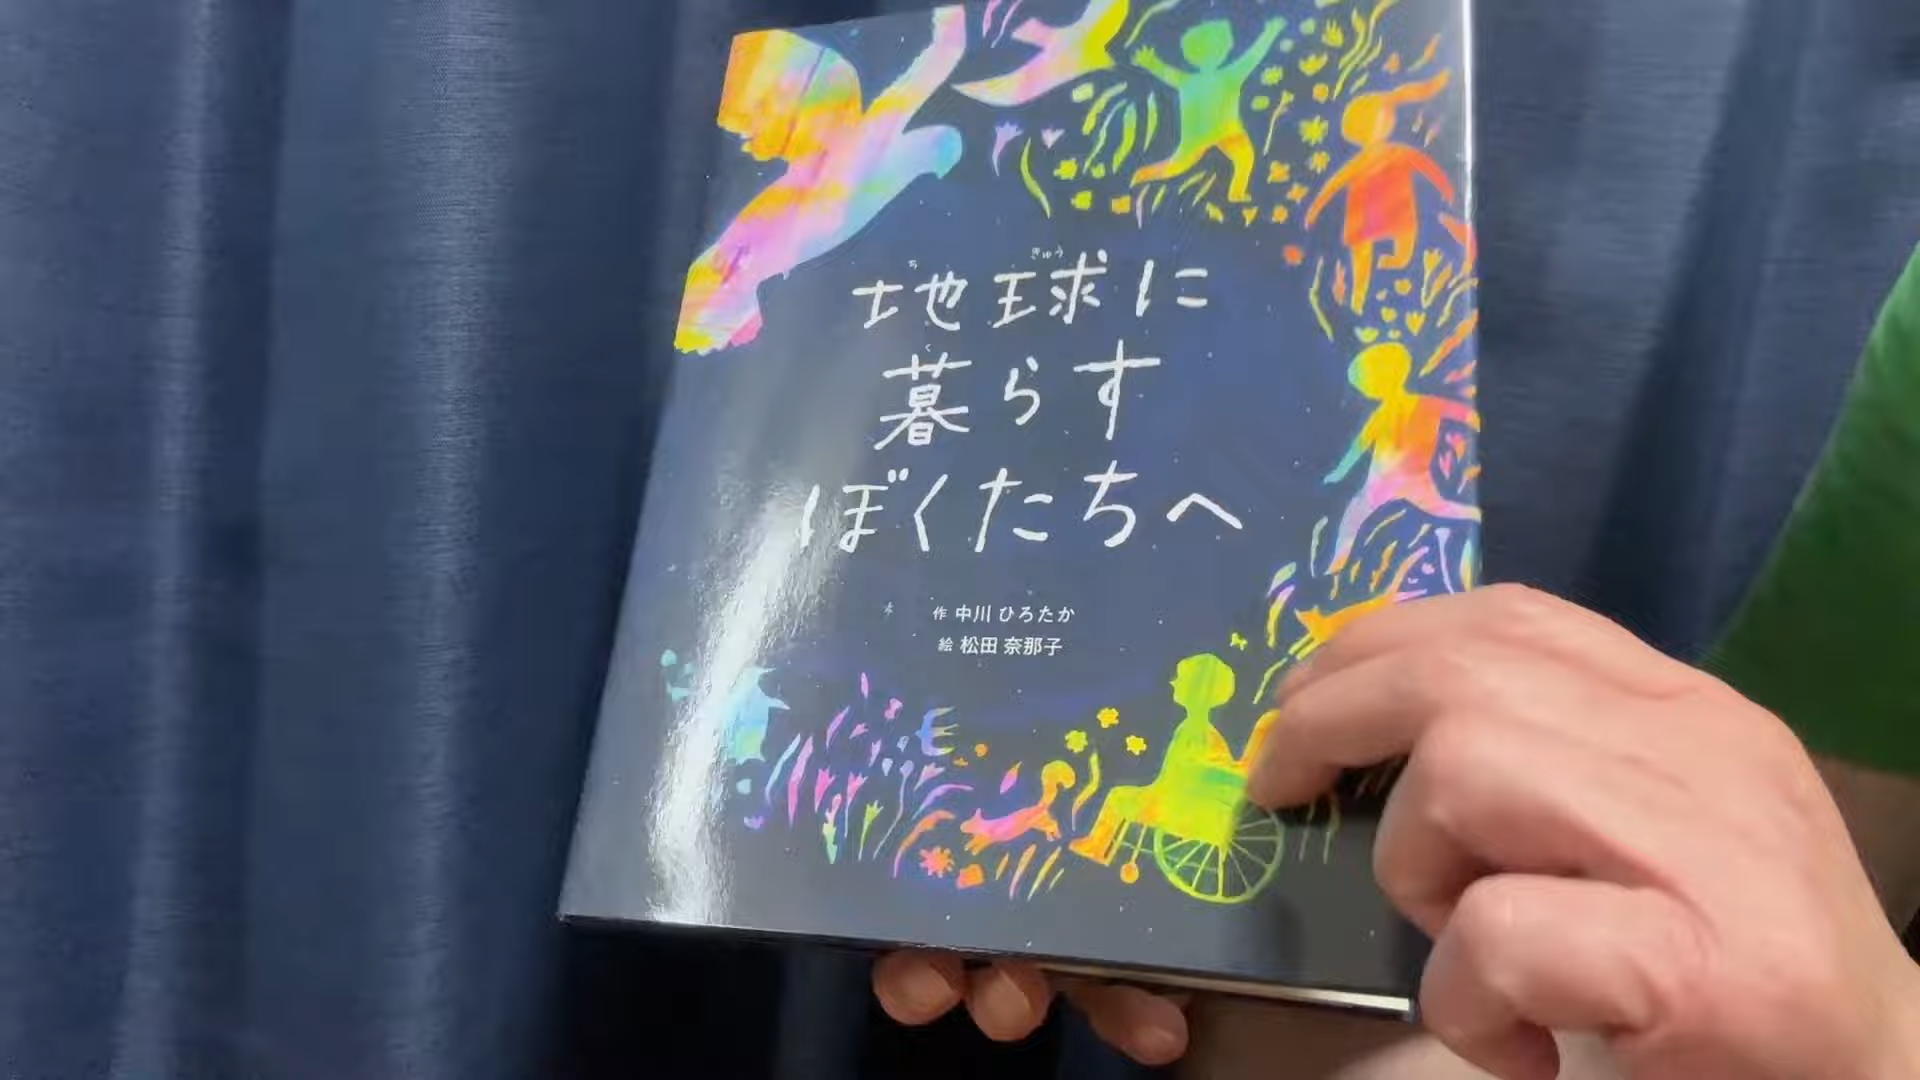 地球に
暮らす
ぼくたちへ
作 中川 ひろたか
絵 松田 奈那子